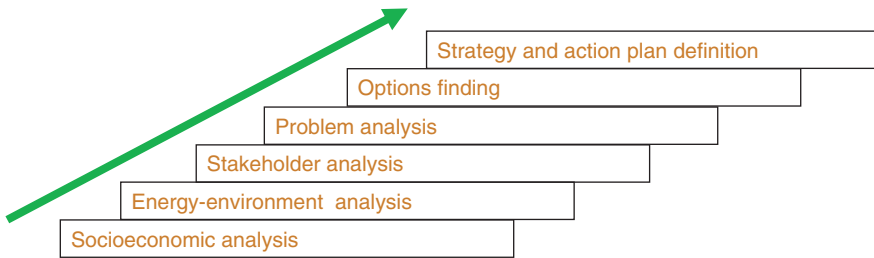 Strategy and action plan definition
Options finding
Problem analysis
Stakeholder analysis
Energy-environment analysis
Socioeconomic analysis